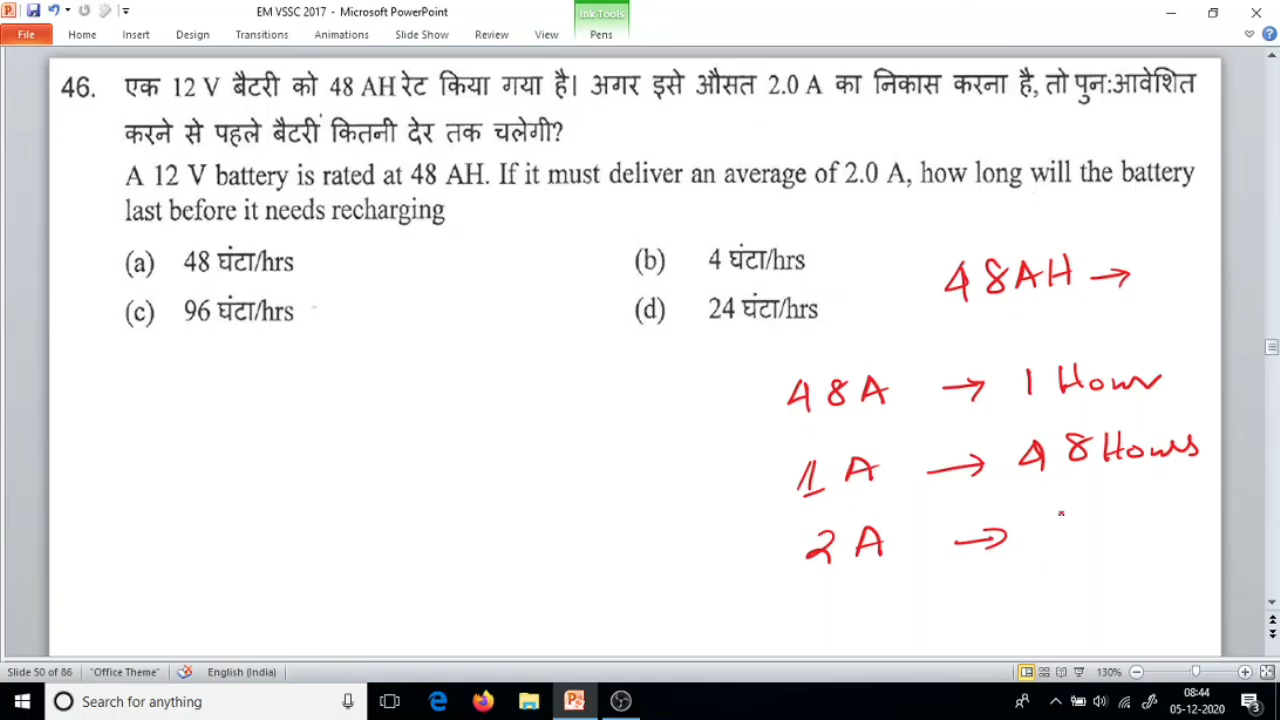 EM VSSC 2017 - Microsoft PowerPoint
Ink Tools
File Home Insert Design Transitions Animations Slide Show Review View Pens
46. एक 12 V बैटरी को 48 AH रेट किया गया है। अगर इसे औसत 2.0 A का निकास करना है, तो पुन:आवेशित
करने से पहले बैटरी कितनी देर तक चलेगी?
A 12 V battery is rated at 48 AH. If it must deliver an average of 2.0 A, how long will the battery
last before it needs recharging
(a) 48 घंटा/hrs (b) 4 घंटा/hrs
(c) 96 घंटा/hrs (d) 24 घंटा/hrs
48AH →
48A → 1 Hour
1 A → 48Hours
2 A →
Slide 50 of 86 "Office Theme" English (India) 130%
Search for anything
08:44
05-12-2020
3